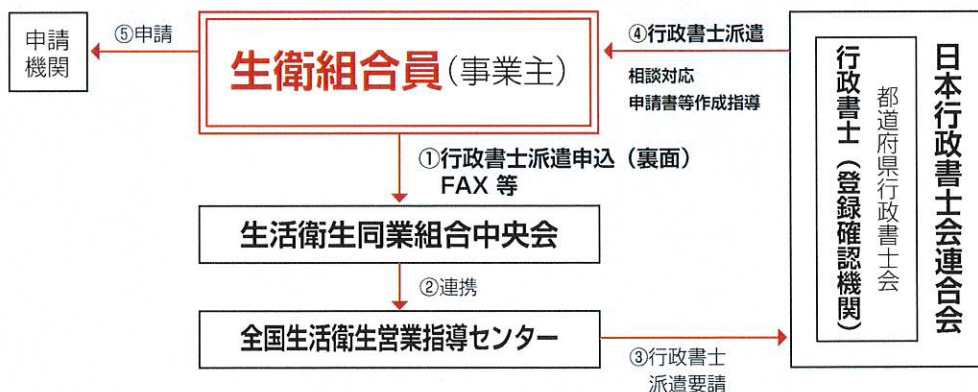 申請
機関
⑤申請
生衛組合員（事業主）
④行政書士派遣
相談対応
申請書等作成指導
①行政書士派遣申込（裏面）
FAX 等
生活衛生同業組合中央会
②連携
全国生活衛生営業指導センター
③行政書士
派遣要請
日本行政書士会連合会
都道府県行政書士会
行政書士（登録確認機関）